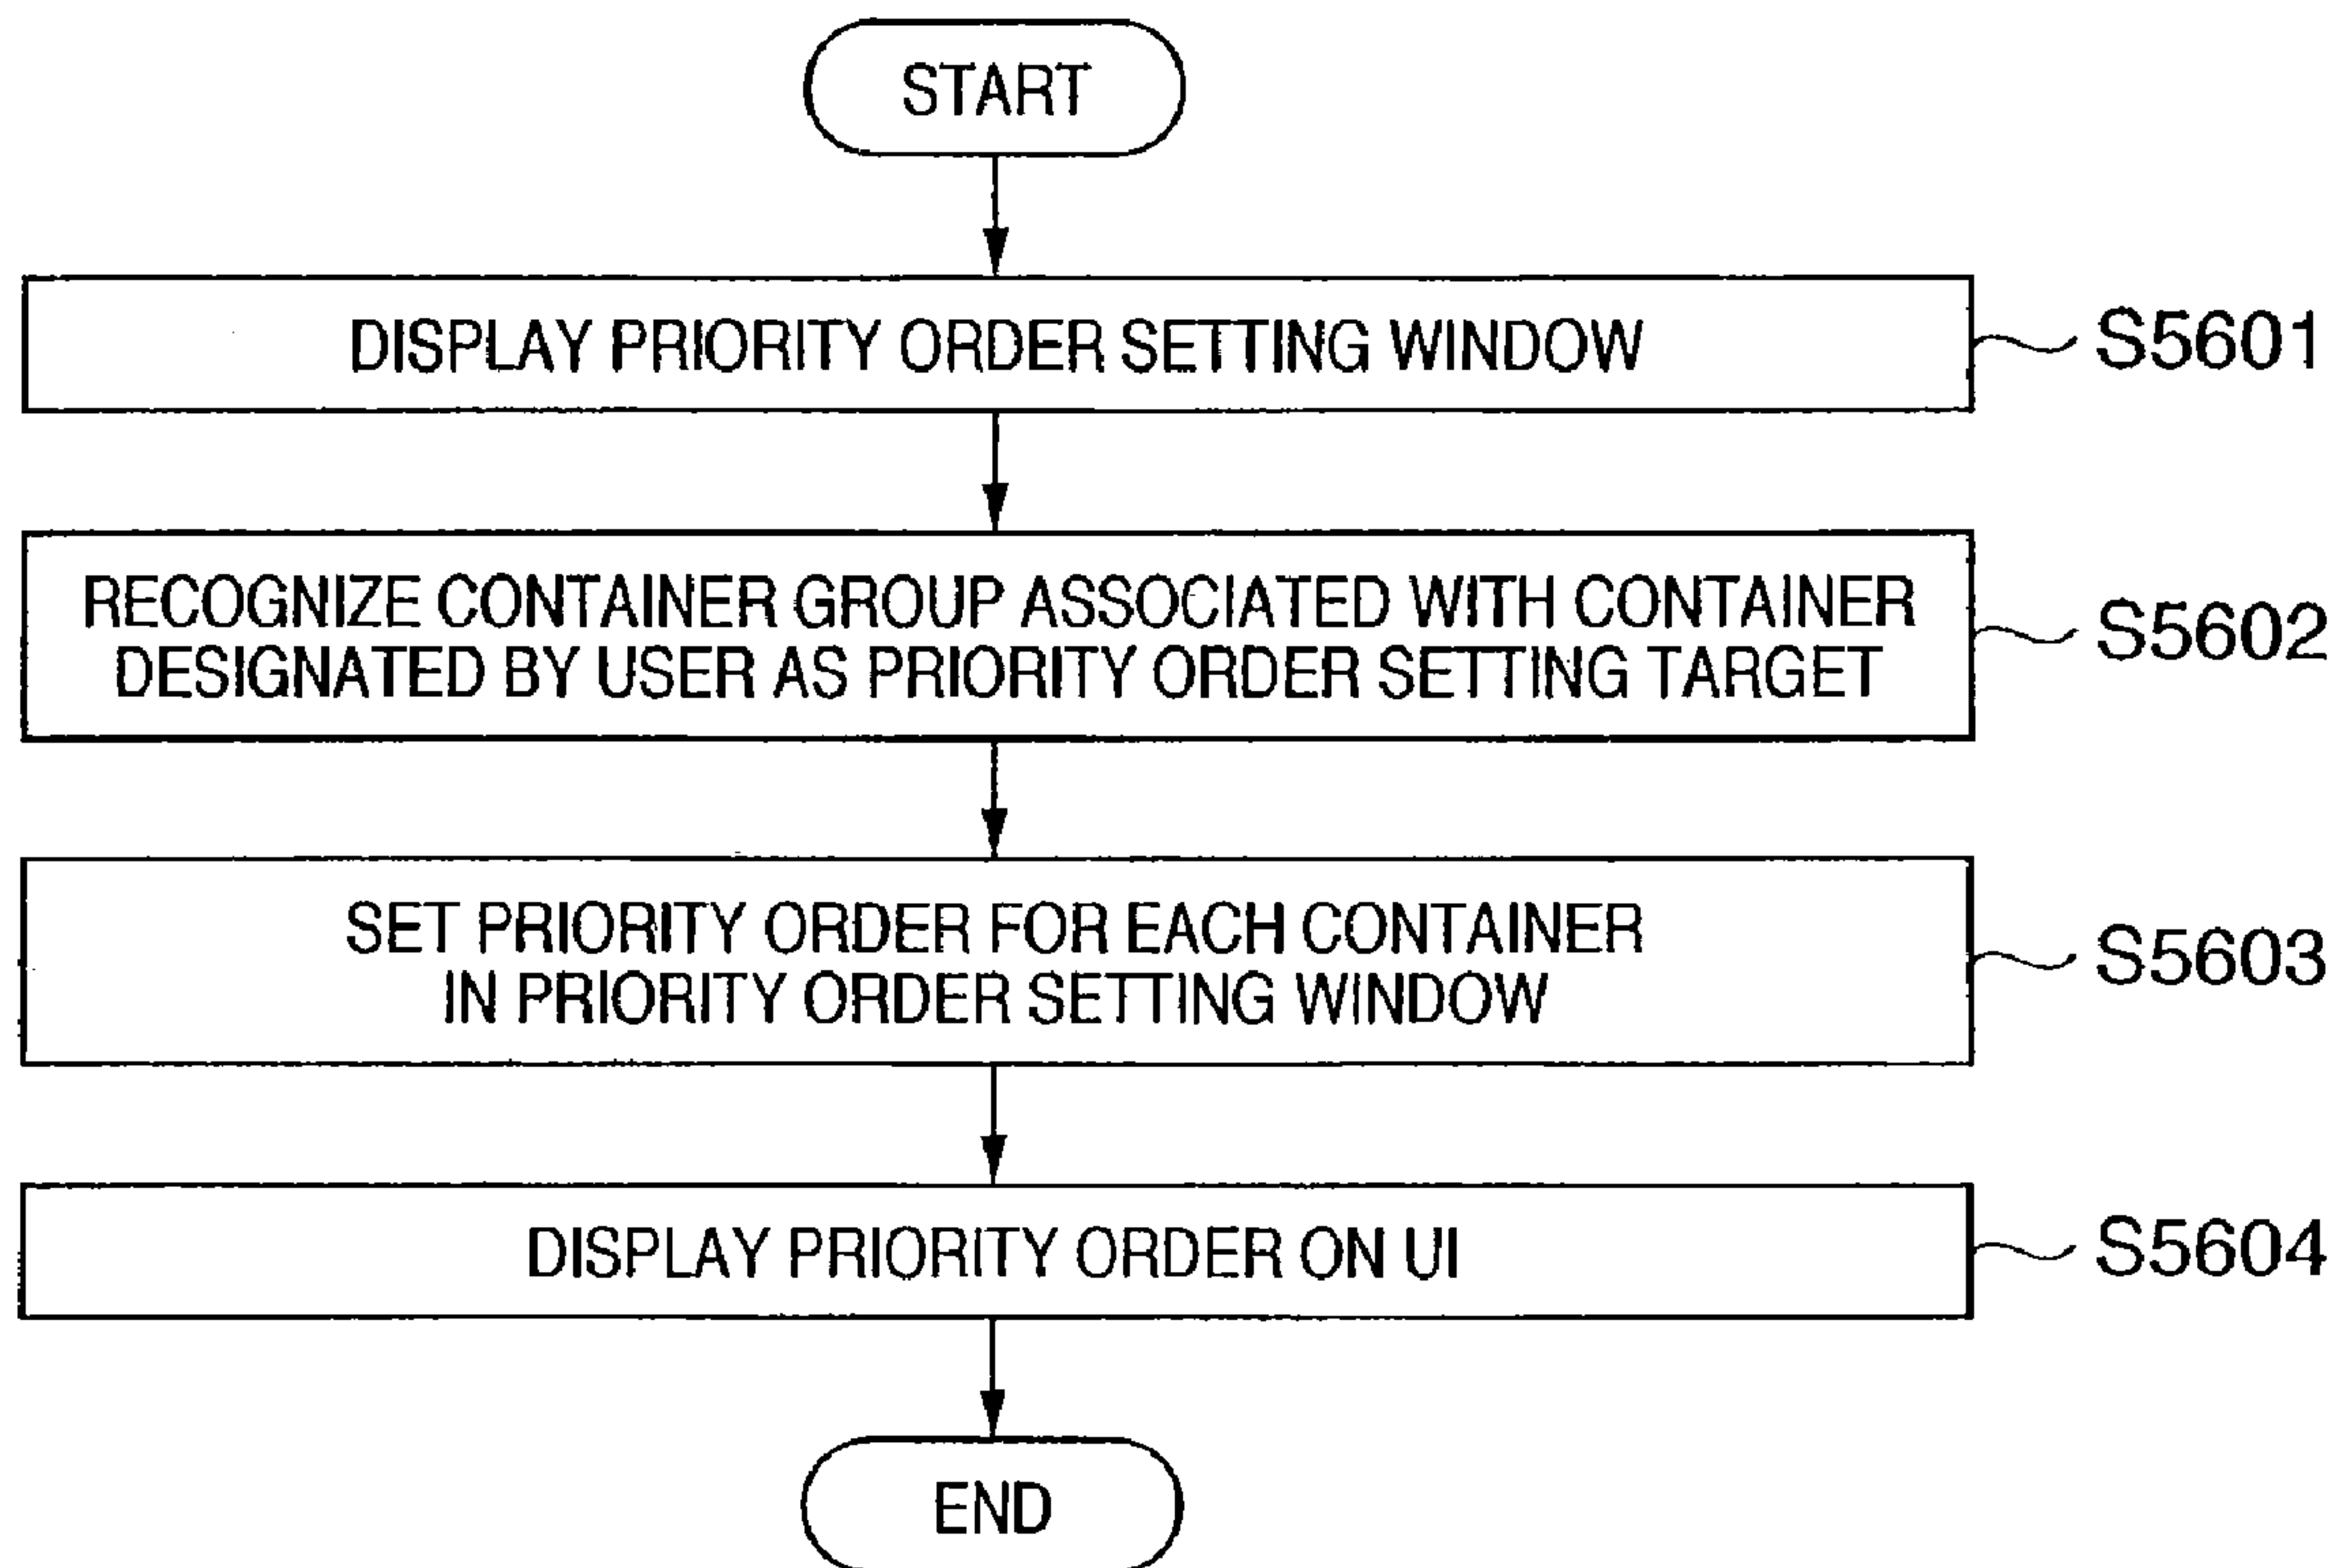 START
DISPLAY PRIORITY ORDER SETTING WINDOW
S5601
RECOGNIZE CONTAINER GROUP ASSOCIATED WITH CONTAINER
DESIGNATED BY USER AS PRIORITY ORDER SETTING TARGET
S5602
SET PRIORITY ORDER FOR EACH CONTAINER
IN PRIORITY ORDER SETTING WINDOW
S5603
DISPLAY PRIORITY ORDER ON UI
S5604
END